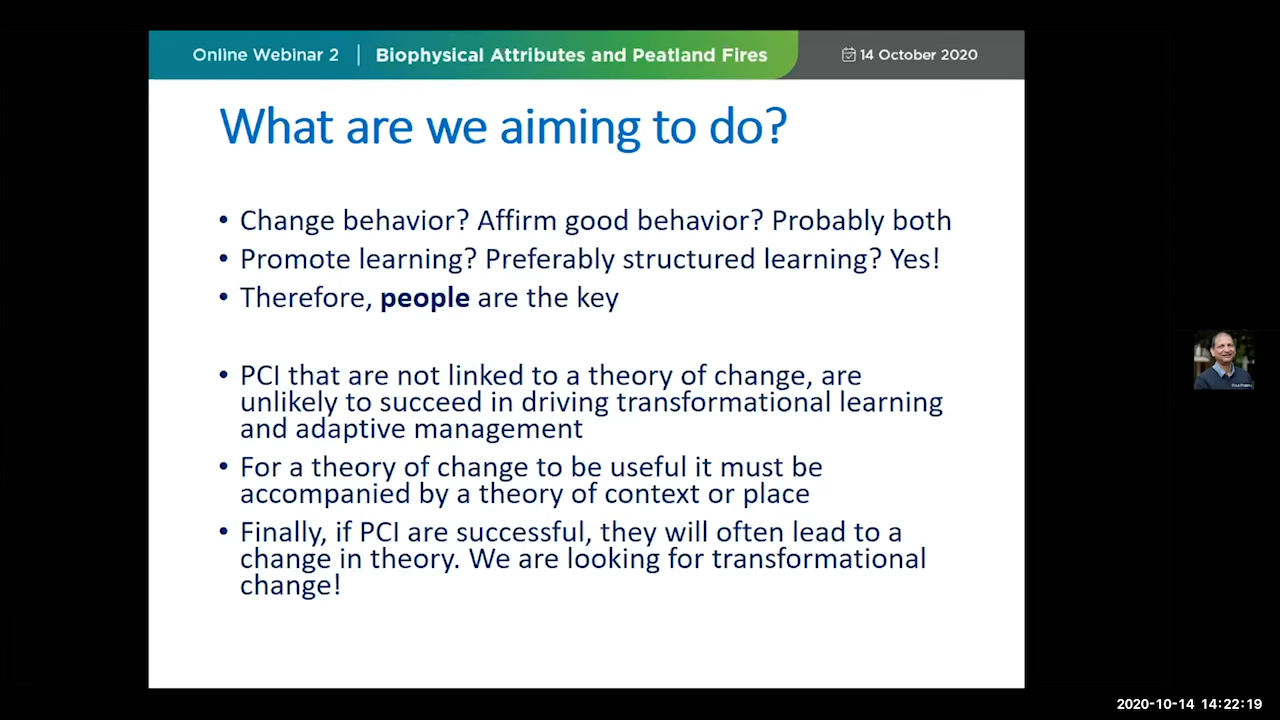 Online Webinar 2 | Biophysical Attributes and Peatland Fires
14 October 2020
What are we aiming to do?
• Change behavior? Affirm good behavior? Probably both
• Promote learning? Preferably structured learning? Yes!
• Therefore, people are the key
• PCI that are not linked to a theory of change, are
unlikely to succeed in driving transformational learning
and adaptive management
• For a theory of change to be useful it must be
accompanied by a theory of context or place
• Finally, if PCI are successful, they will often lead to a
change in theory. We are looking for transformational
change!
2020-10-14 14:22:19